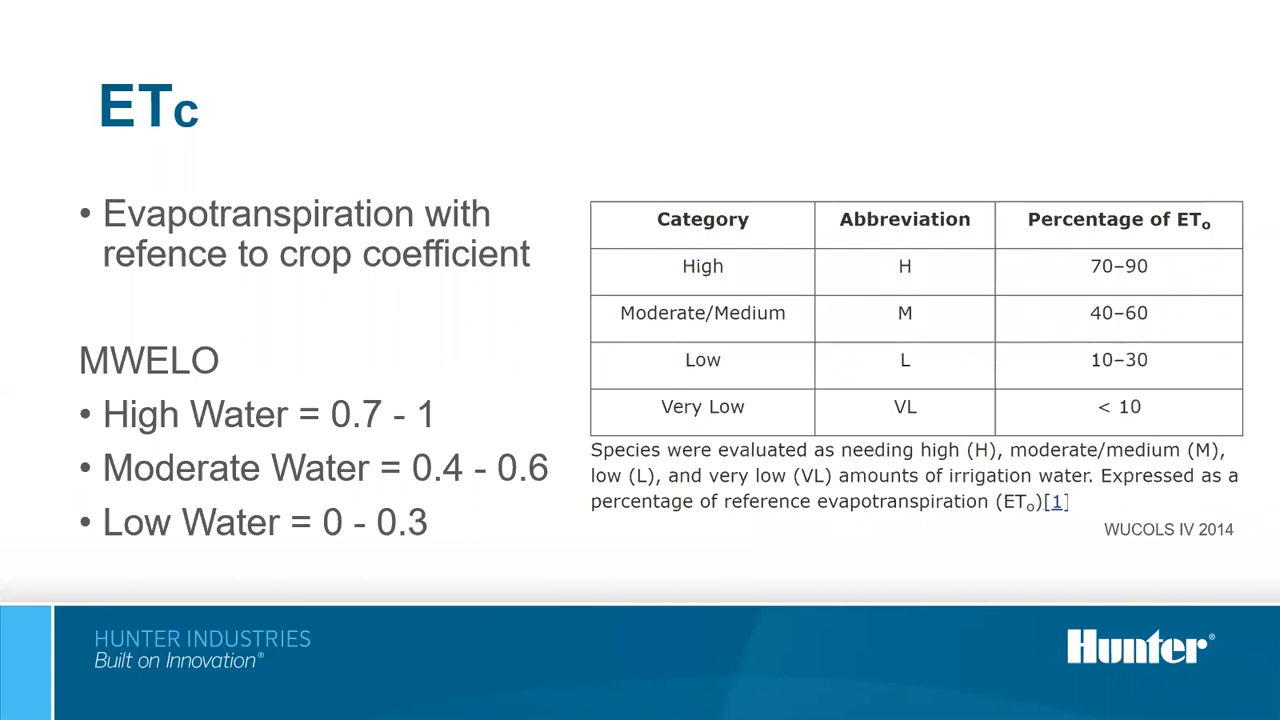 ETc
• Evapotranspiration with
refence to crop coefficient
MWELO
• High Water = 0.7 - 1
• Moderate Water = 0.4 - 0.6
• Low Water = 0 - 0.3
Category Abbreviation Percentage of ETo
High H 70–90
Moderate/Medium M 40–60
Low L 10–30
Very Low VL < 10
Species were evaluated as needing high (H), moderate/medium (M),
low (L), and very low (VL) amounts of irrigation water. Expressed as a
percentage of reference evapotranspiration (ETo)[1]
WUCOLS IV 2014
HUNTER INDUSTRIES
Built on Innovation®
Hunter®